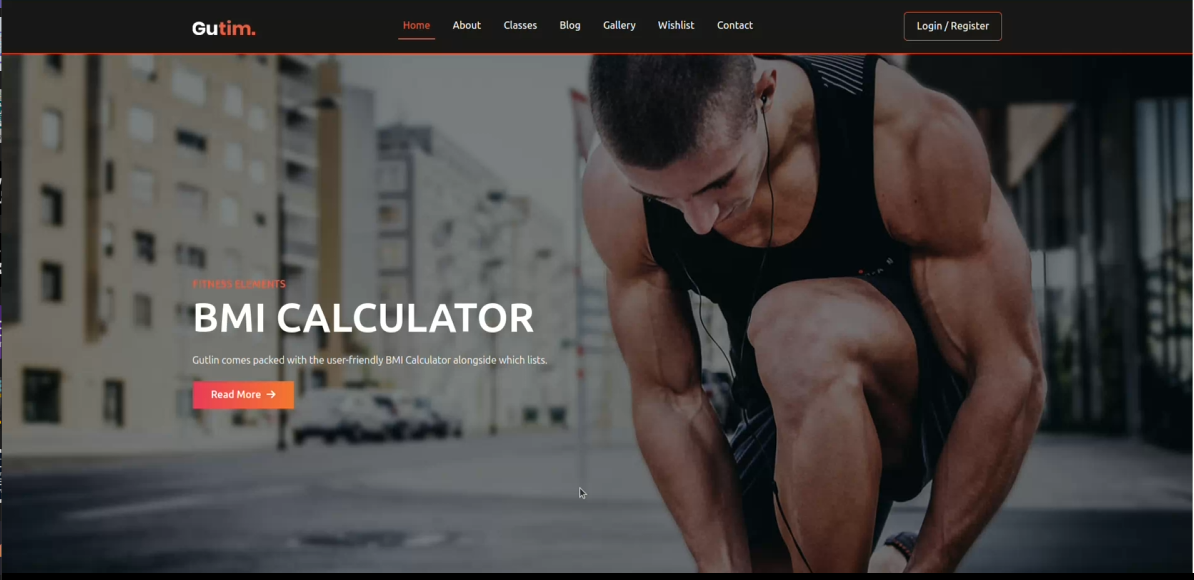 Gutim.
Home About Classes Blog Gallery Wishlist Contact
Login / Register
FITNESS ELEMENTS
BMI CALCULATOR
Gutlin comes packed with the user-friendly BMI Calculator alongside which lists.
Read More →